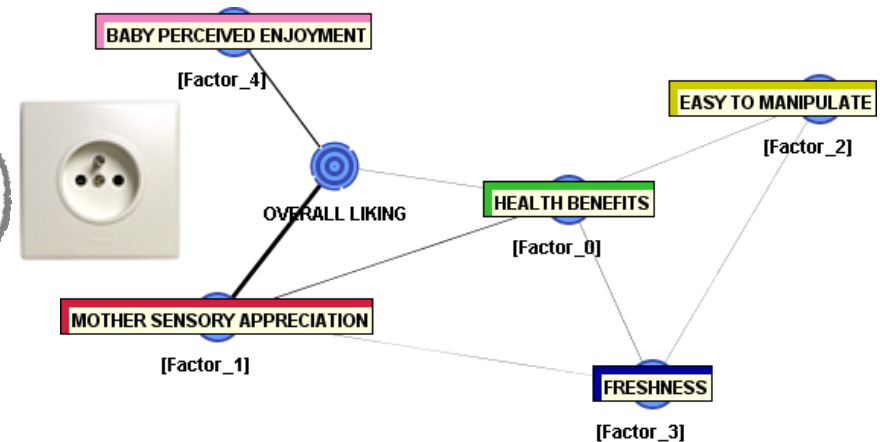 BABY PERCEIVED ENJOYMENT
[Factor_4]
EASY TO MANIPULATE
[Factor_2]
OVERALL LIKING
HEALTH BENEFITS
[Factor_0]
MOTHER SENSORY APPRECIATION
[Factor_1]
FRESHNESS
[Factor_3]